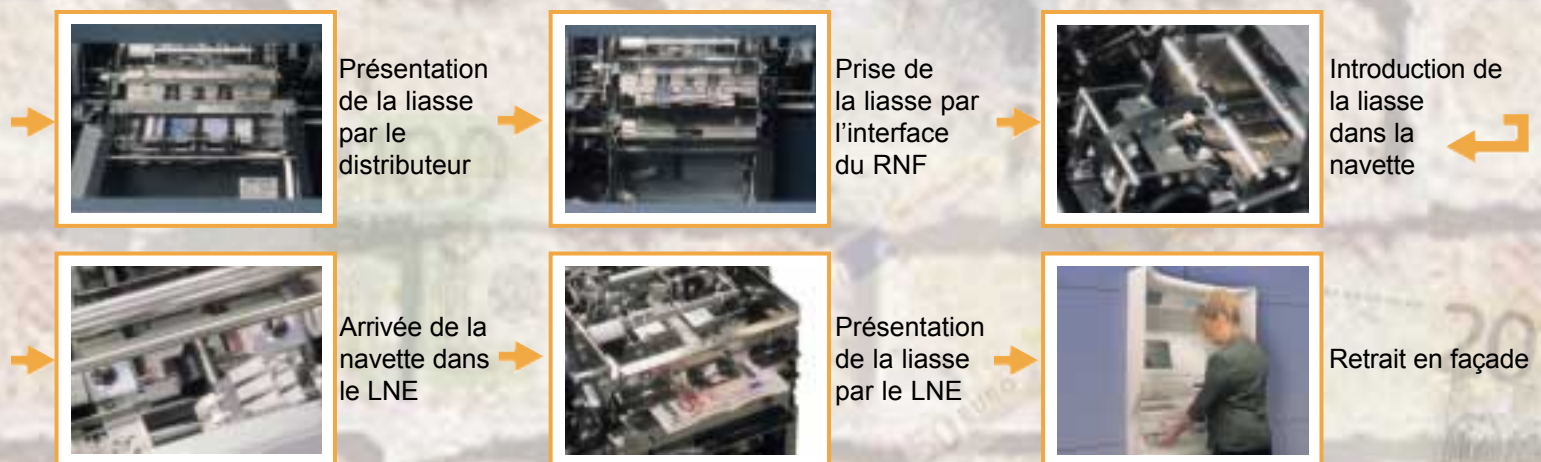 Présentation
de la liasse
par le
distributeur
Prise de
la liasse par
l’interface
du RNF
Introduction de
la liasse
dans la
navette
Arrivée de la
navette dans
le LNE
Présentation
de la liasse
par le LNE
Retrait en façade
20